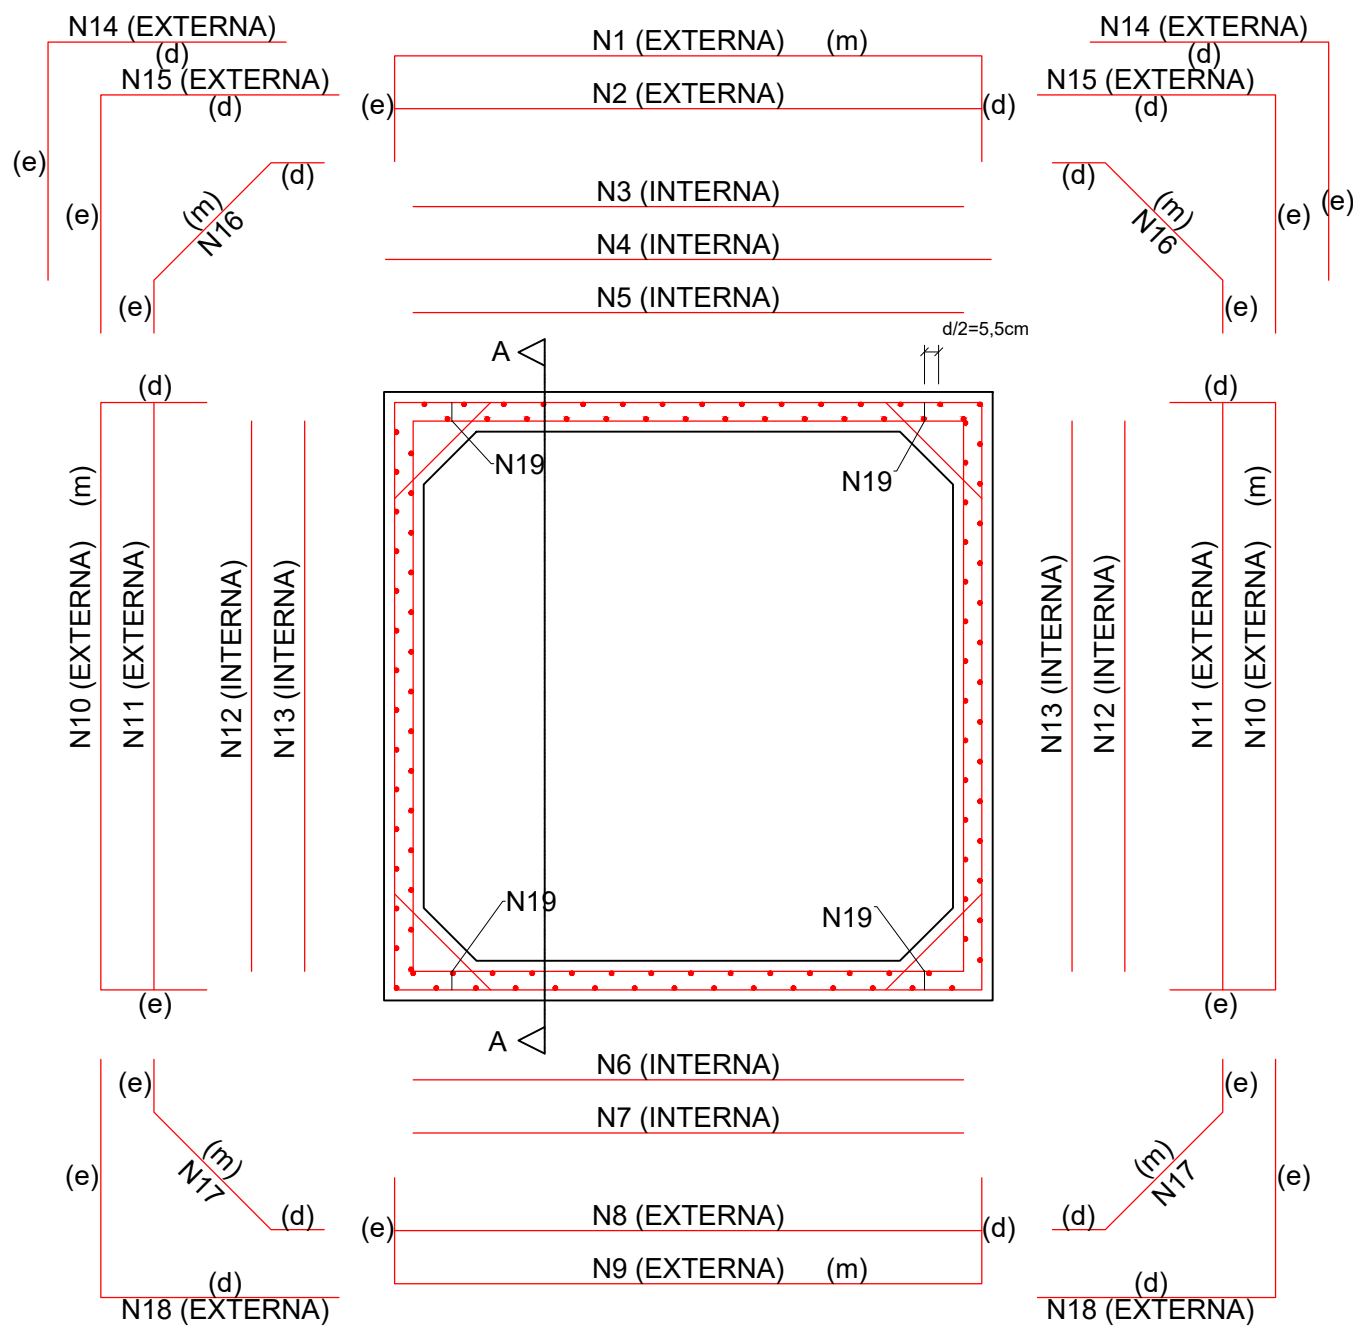 N14 (EXTERNA)
(d)
N15 (EXTERNA)
(d)
(e)
(e)
(m)
N16
(d)
(e)
N1 (EXTERNA) (m)
N2 (EXTERNA)
(e)
(d)
N3 (INTERNA)
N4 (INTERNA)
N5 (INTERNA)
N14 (EXTERNA)
(d)
N15 (EXTERNA)
(d)
(e)
(e)
(d)
(m)
N16
(e)
d/2=5,5cm
A
N19
N19
(d)
N10 (EXTERNA) (m)
N11 (EXTERNA)
N12 (INTERNA)
N13 (INTERNA)
(e)
(d)
N13 (INTERNA)
N12 (INTERNA)
N11 (EXTERNA)
N10 (EXTERNA) (m)
(e)
N19
N19
A
N6 (INTERNA)
N7 (INTERNA)
N8 (EXTERNA)
(e)
(d)
N9 (EXTERNA) (m)
(e)
(e)
(m)
N17
(d)
(d)
N18 (EXTERNA)
(e)
(e)
(m)
N17
(d)
(d)
N18 (EXTERNA)